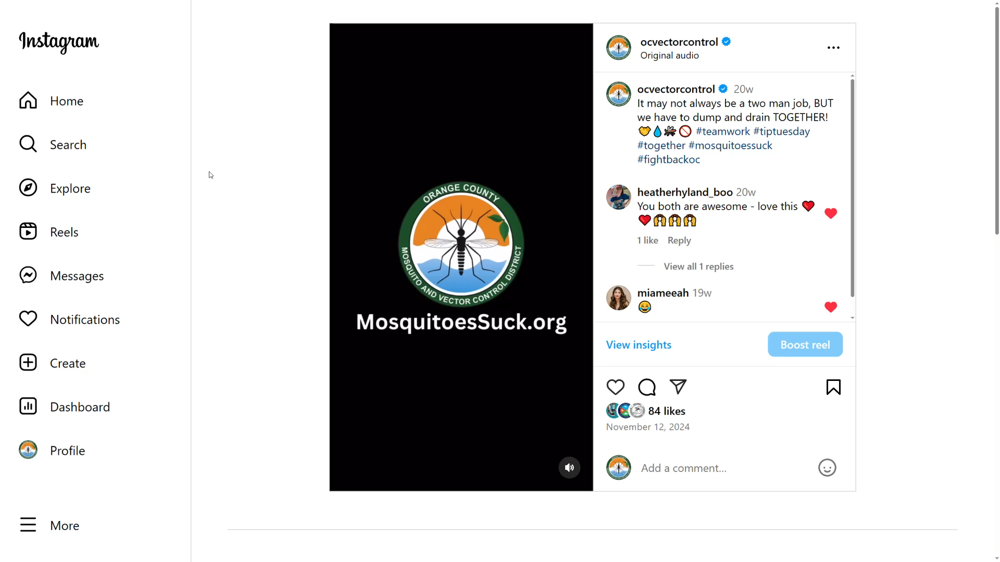 Instagram
Home
Search
Explore
Reels
Messages
Notifications
Create
Dashboard
Profile
More
ORANGE COUNTY
MOSQUITO AND VECTOR CONTROL DISTRICT
MosquitoesSuck.org
ocvectorcontrol
Original audio
ocvectorcontrol 20w
It may not always be a two man job, BUT
we have to dump and drain TOGETHER!
🤝💧🦟🚫 #teamwork #tiptuesday
#together #mosquitoessuck
#fightbackoc
heatherhyland_boo 20w
You both are awesome - love this ❤️
❤️🙌🙌🙌
1 like Reply
View all 1 replies
miameeah 19w
😂
View insights
Boost reel
84 likes
November 12, 2024
Add a comment...